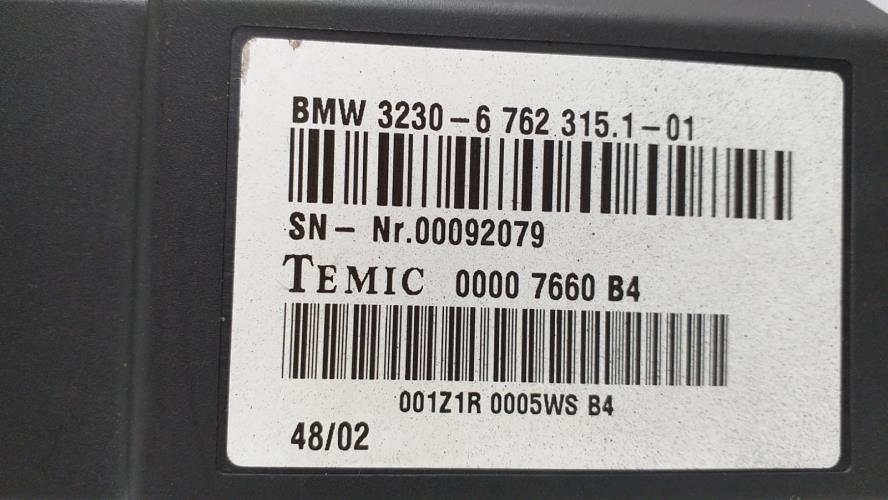 BMW 3230-6 762 315.1-01
SN- Nr.00092079
TEMIC 0000 7660 B4
001Z1R 0005WS B4
48/02